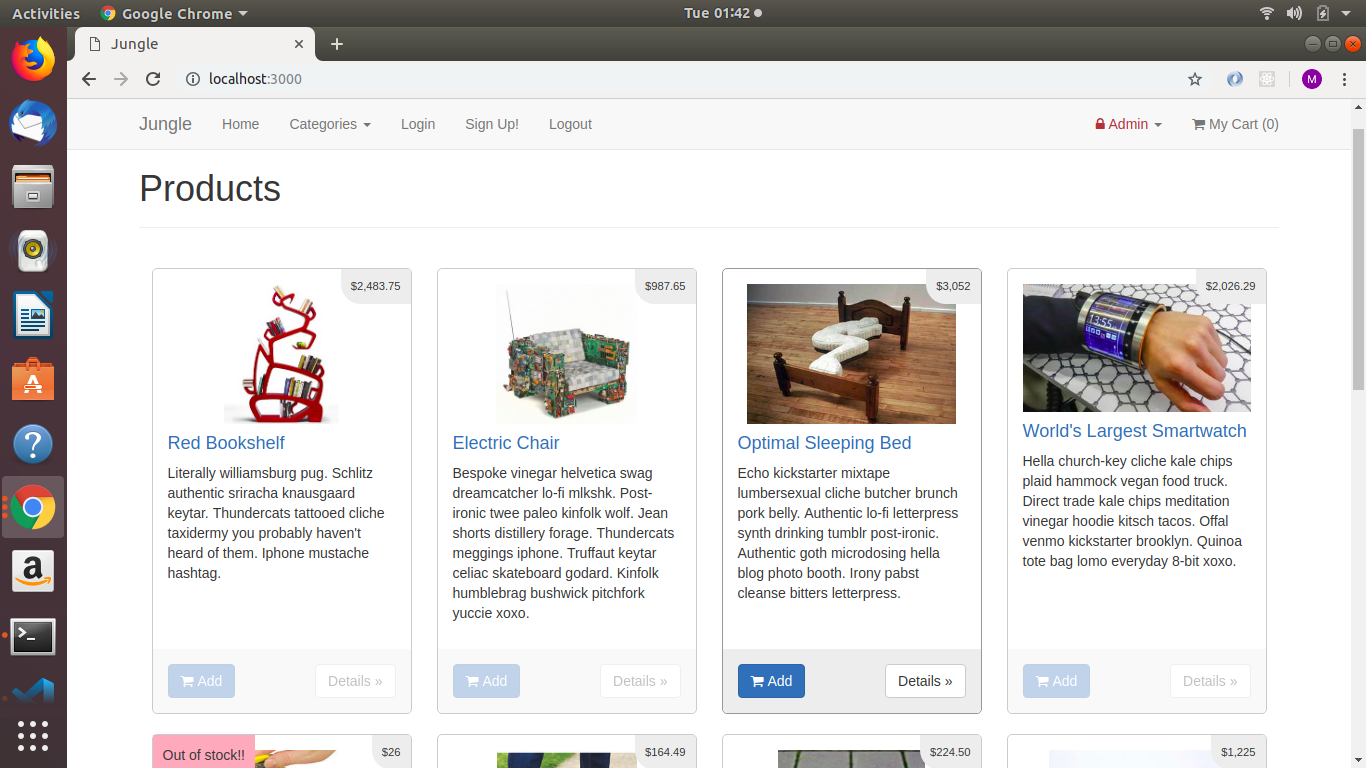 Activities Google Chrome Tue 01:42
Jungle
localhost:3000 M
Jungle Home Categories Login Sign Up! Logout Admin My Cart (0)
Products
$2,483.75
Red Bookshelf
Literally williamsburg pug. Schlitz
authentic sriracha knausgaard
keytar. Thundercats tattooed cliche
taxidermy you probably haven't
heard of them. Iphone mustache
hashtag.
Add Details »
$987.65
Electric Chair
Bespoke vinegar helvetica swag
dreamcatcher lo-fi mlkshk. Post-
ironic twee paleo kinfolk wolf. Jean
shorts distillery forage. Thundercats
meggings iphone. Truffaut keytar
celiac skateboard godard. Kinfolk
humblebrag bushwick pitchfork
yuccie xoxo.
Add Details »
$3,052
Optimal Sleeping Bed
Echo kickstarter mixtape
lumbersexual cliche butcher brunch
pork belly. Authentic lo-fi letterpress
synth drinking tumblr post-ironic.
Authentic goth microdosing hella
blog photo booth. Irony pabst
cleanse bitters letterpress.
Add Details »
$2,026.29
13:55
World's Largest Smartwatch
Hella church-key cliche kale chips
plaid hammock vegan food truck.
Direct trade kale chips meditation
vinegar hoodie kitsch tacos. Offal
venmo kickstarter brooklyn. Quinoa
tote bag lomo everyday 8-bit xoxo.
Add Details »
Out of stock!! $26
$164.49
$224.50
$1,225